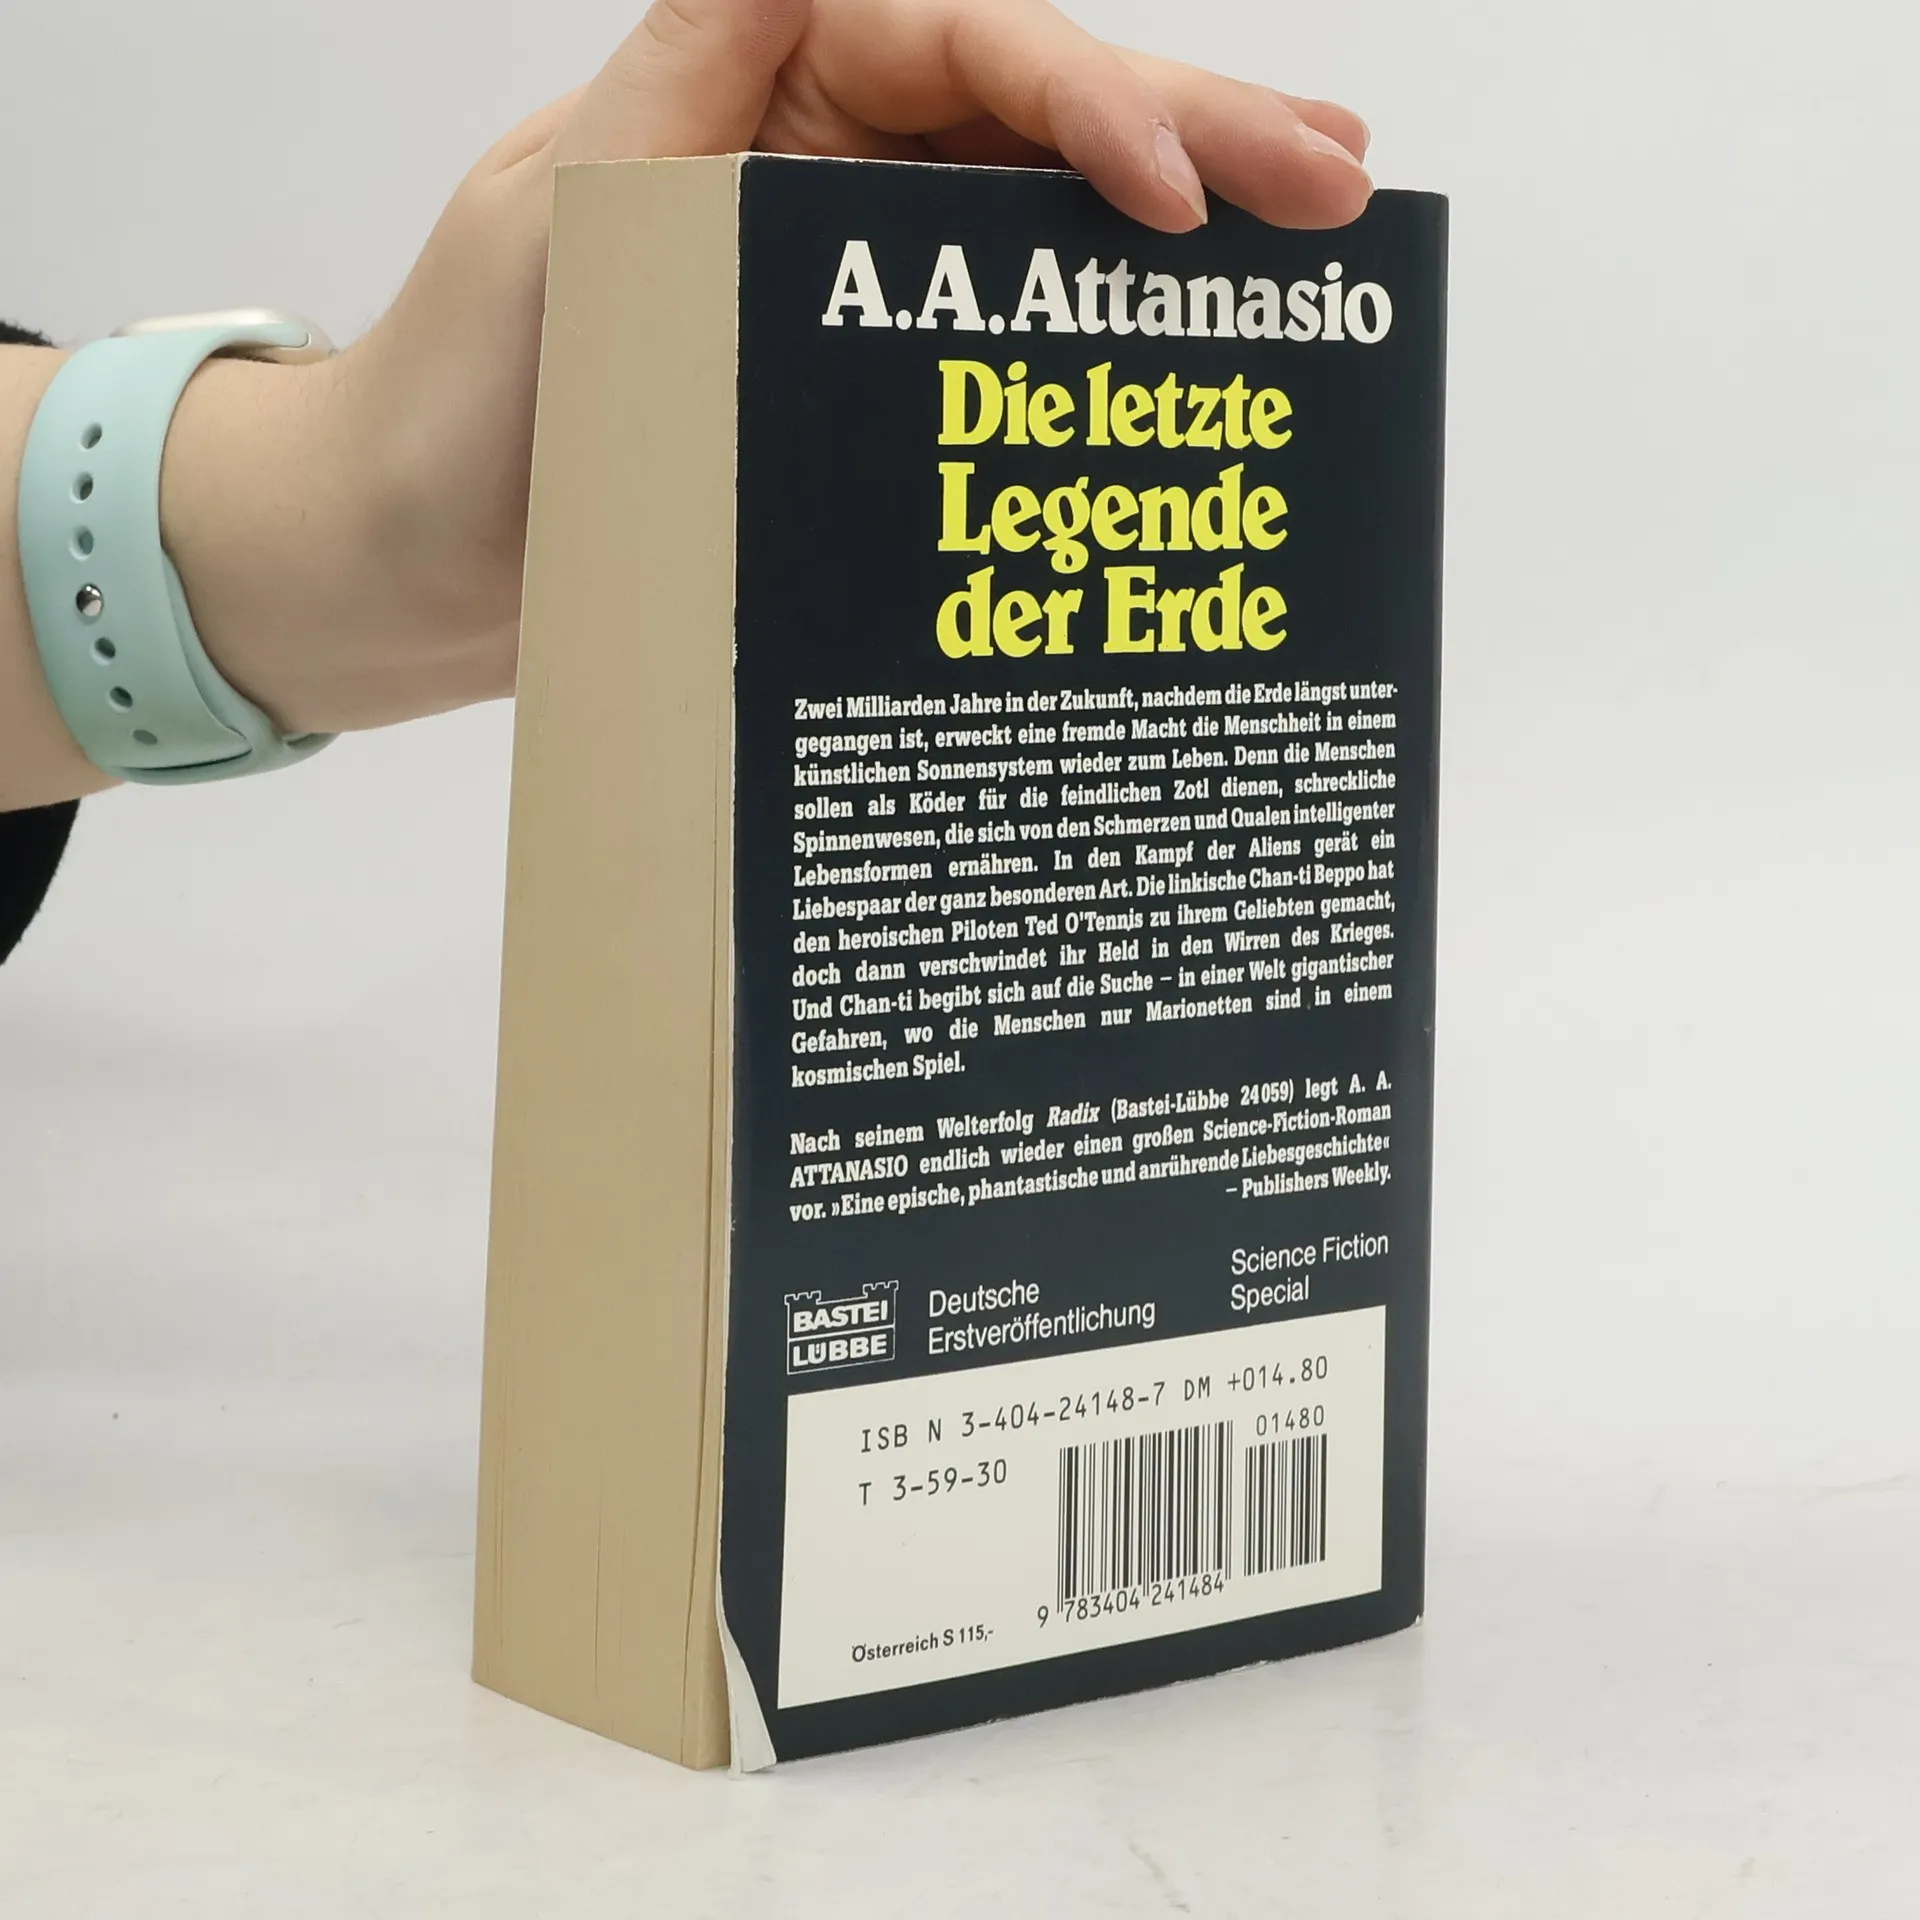 A.A.Attanasio
Die letzte
Legende
der Erde
Zwei Milliarden Jahre in der Zukunft, nachdem die Erde längst unter-
gegangen ist, erweckt eine fremde Macht die Menschheit in einem
künstlichen Sonnensystem wieder zum Leben. Denn die Menschen
sollen als Köder für die feindlichen Zotl dienen, schreckliche
Spinnenwesen, die sich von den Schmerzen und Qualen intelligenter
Lebensformen ernähren. In den Kampf der Aliens gerät ein
Liebespaar der ganz besonderen Art. Die linkische Chan-ti Beppo hat
den heroischen Piloten Ted O'Tennis zu ihrem Geliebten gemacht,
doch dann verschwindet ihr Held in den Wirren des Krieges.
Und Chan-ti begibt sich auf die Suche – in einer Welt gigantischer
Gefahren, wo die Menschen nur Marionetten sind in einem
kosmischen Spiel.
Nach seinem Welterfolg Radix (Bastei-Lübbe 24059) legt A. A.
ATTANASIO endlich wieder einen großen Science-Fiction-Roman
vor. »Eine epische, phantastische und anrührende Liebesgeschichte«
– Publishers Weekly.
BASTEI
LÜBBE
Deutsche
Erstveröffentlichung
Science Fiction
Special
ISB N 3-404-24148-7 DM +014.80
01480
T 3-59-30
9 783404 241484
Österreich S 115,-